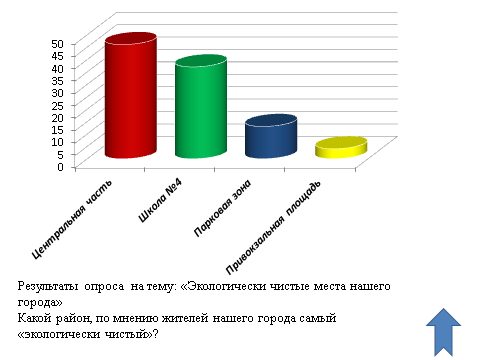 50
45
40
35
30
25
20
15
10
5
0
Центральная часть
Школа №4
Парковая зона
Привокзальная площадь
Результаты опроса на тему: «Экологически чистые места нашего
города»
Какой район, по мнению жителей нашего города самый
«экологически чистый»?